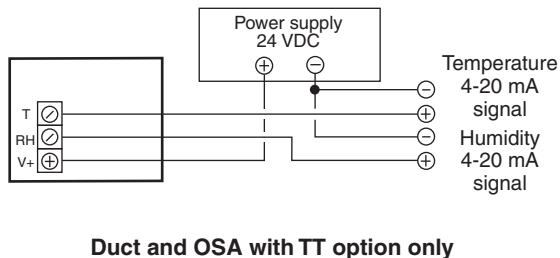 Power supply
24 VDC
Temperature
4-20 mA
signal
T
RH
V+
Humidity
4-20 mA
signal
Duct and OSA with TT option only